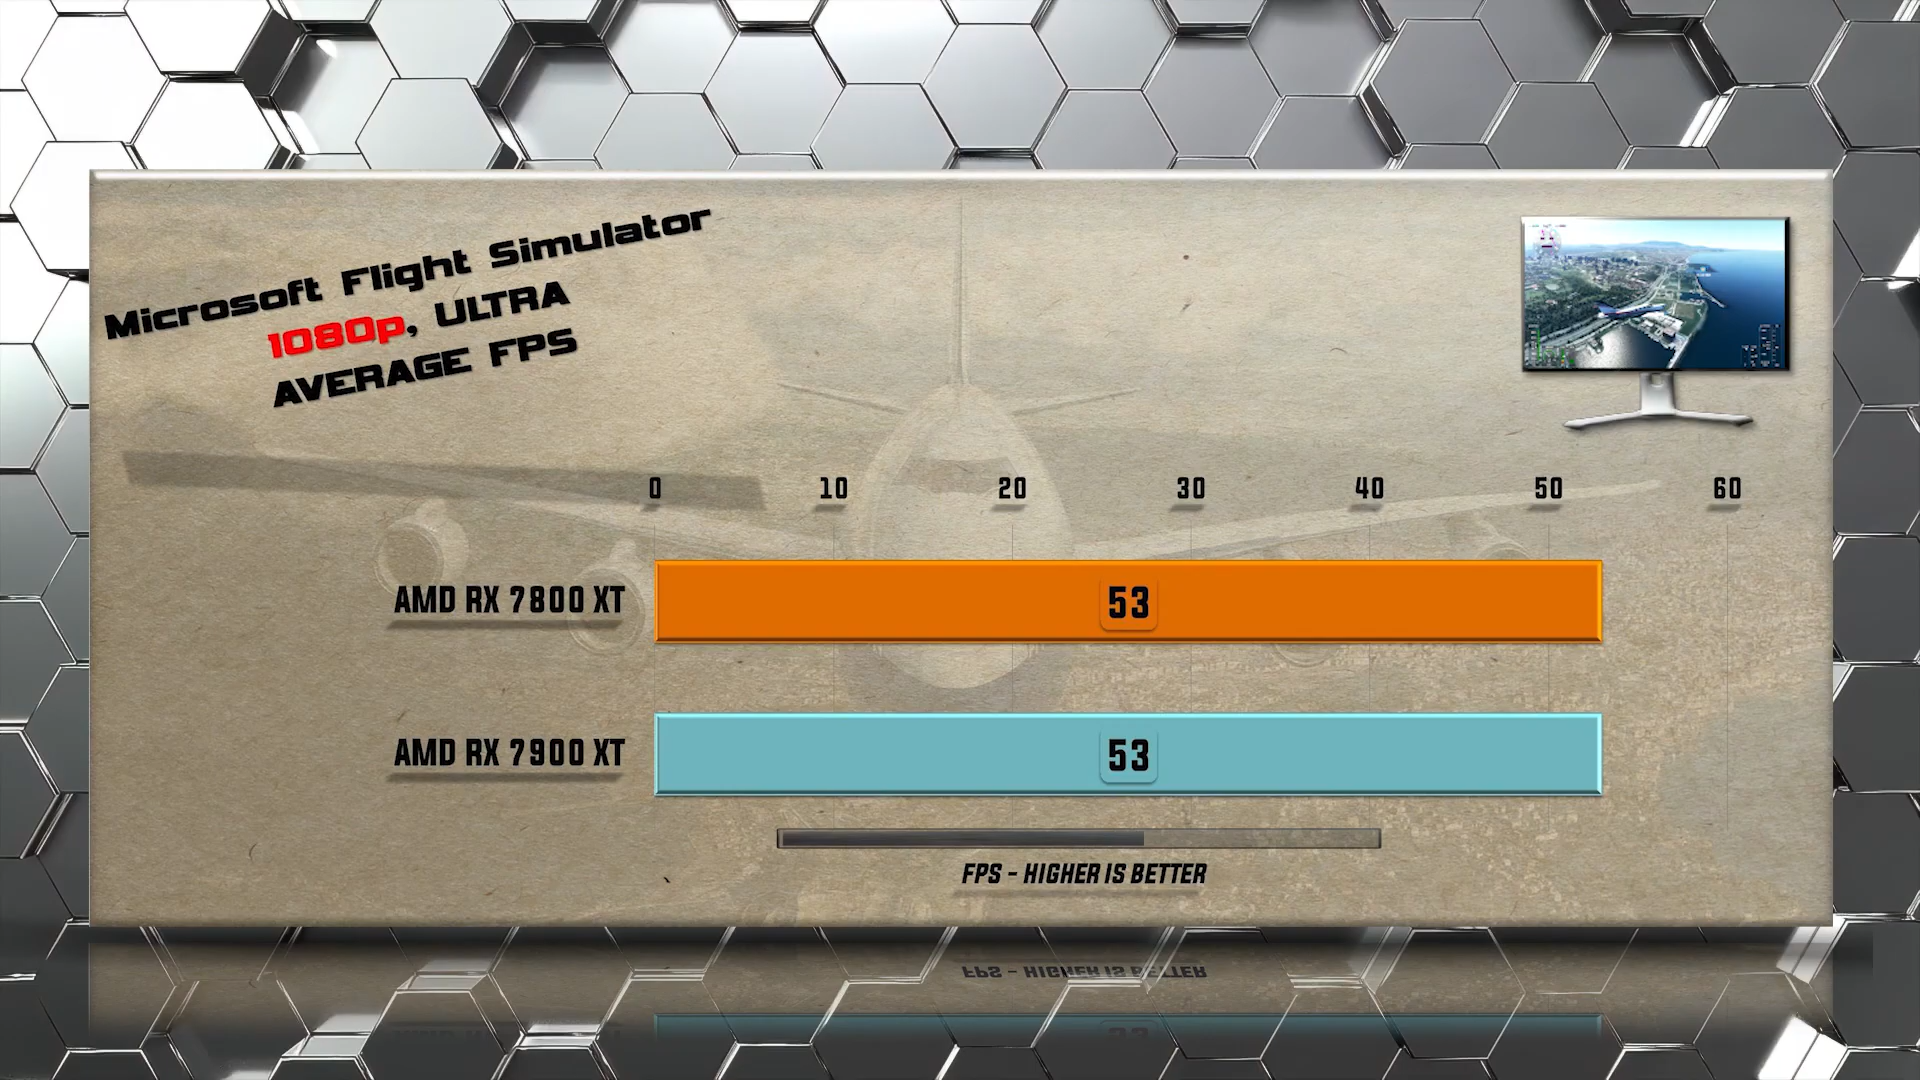 Microsoft Flight Simulator
1080p, ULTRA
AVERAGE FPS
0 10 20 30 40 50 60
AMD RX 7800 XT 53
AMD RX 7900 XT 53
FPS - HIGHER IS BETTER